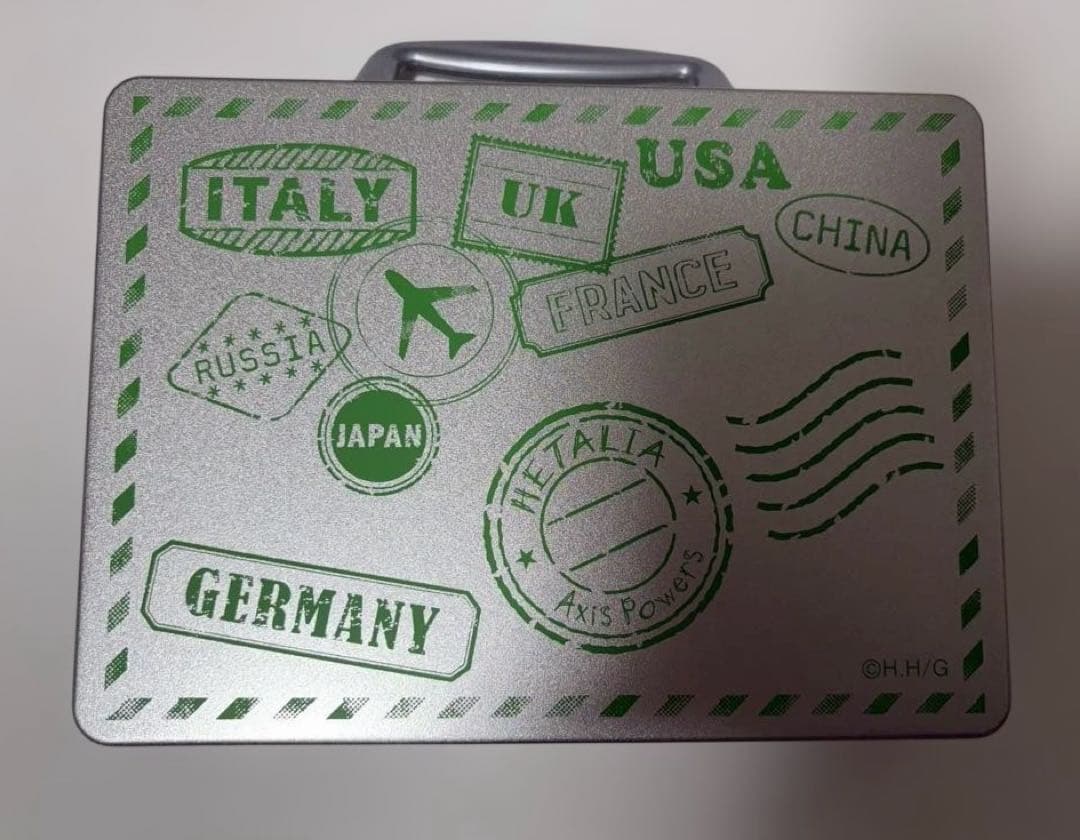 ITALY
UK
USA
CHINA
FRANCE
RUSSIA
JAPAN
HETALIA
Axis Powers
GERMANY
©H.H/G